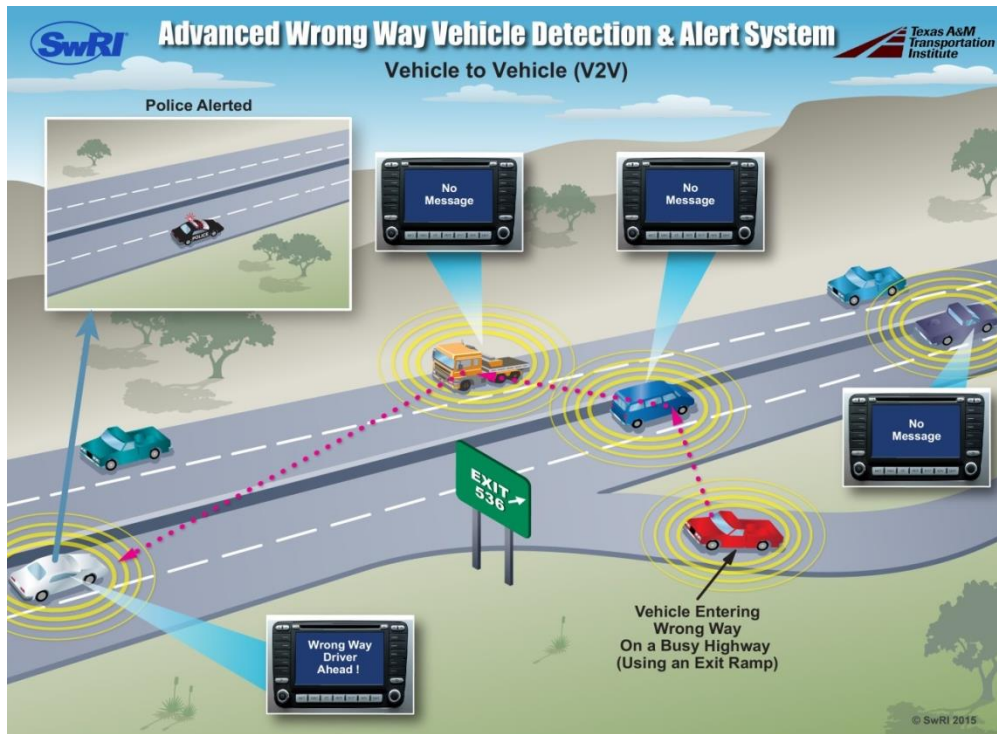 SwRI
Advanced Wrong Way Vehicle Detection & Alert System
Texas A&M
Transportation
Institute
Vehicle to Vehicle (V2V)
Police Alerted
POLICE
No
Message
No
Message
No
Message
EXIT
536
Vehicle Entering
Wrong Way
On a Busy Highway
(Using an Exit Ramp)
Wrong Way
Driver
Ahead !
© SwRI 2015